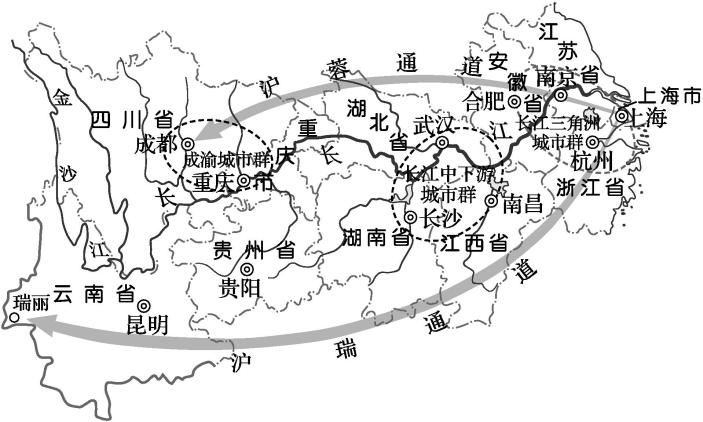 江苏省
安徽省
南京
合肥
上海市
上海
长江三角洲
城市群
杭州
浙江省
沪蓉通道
湖北省
武汉
长江中下游
城市群
长沙
南昌
湖南省
江西省
金沙江
四川省
成都
成渝城市群
重庆市
重庆
长江
贵州省
贵阳
云南省
瑞丽
昆明
沪瑞通道